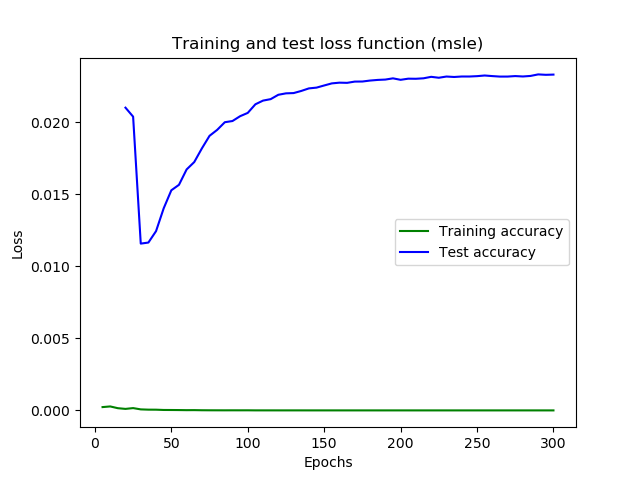 Training and test loss function (msle)
0.020
0.015
0.010
0.005
0.000
Loss
Training accuracy
Test accuracy
0 50 100 150 200 250 300
Epochs